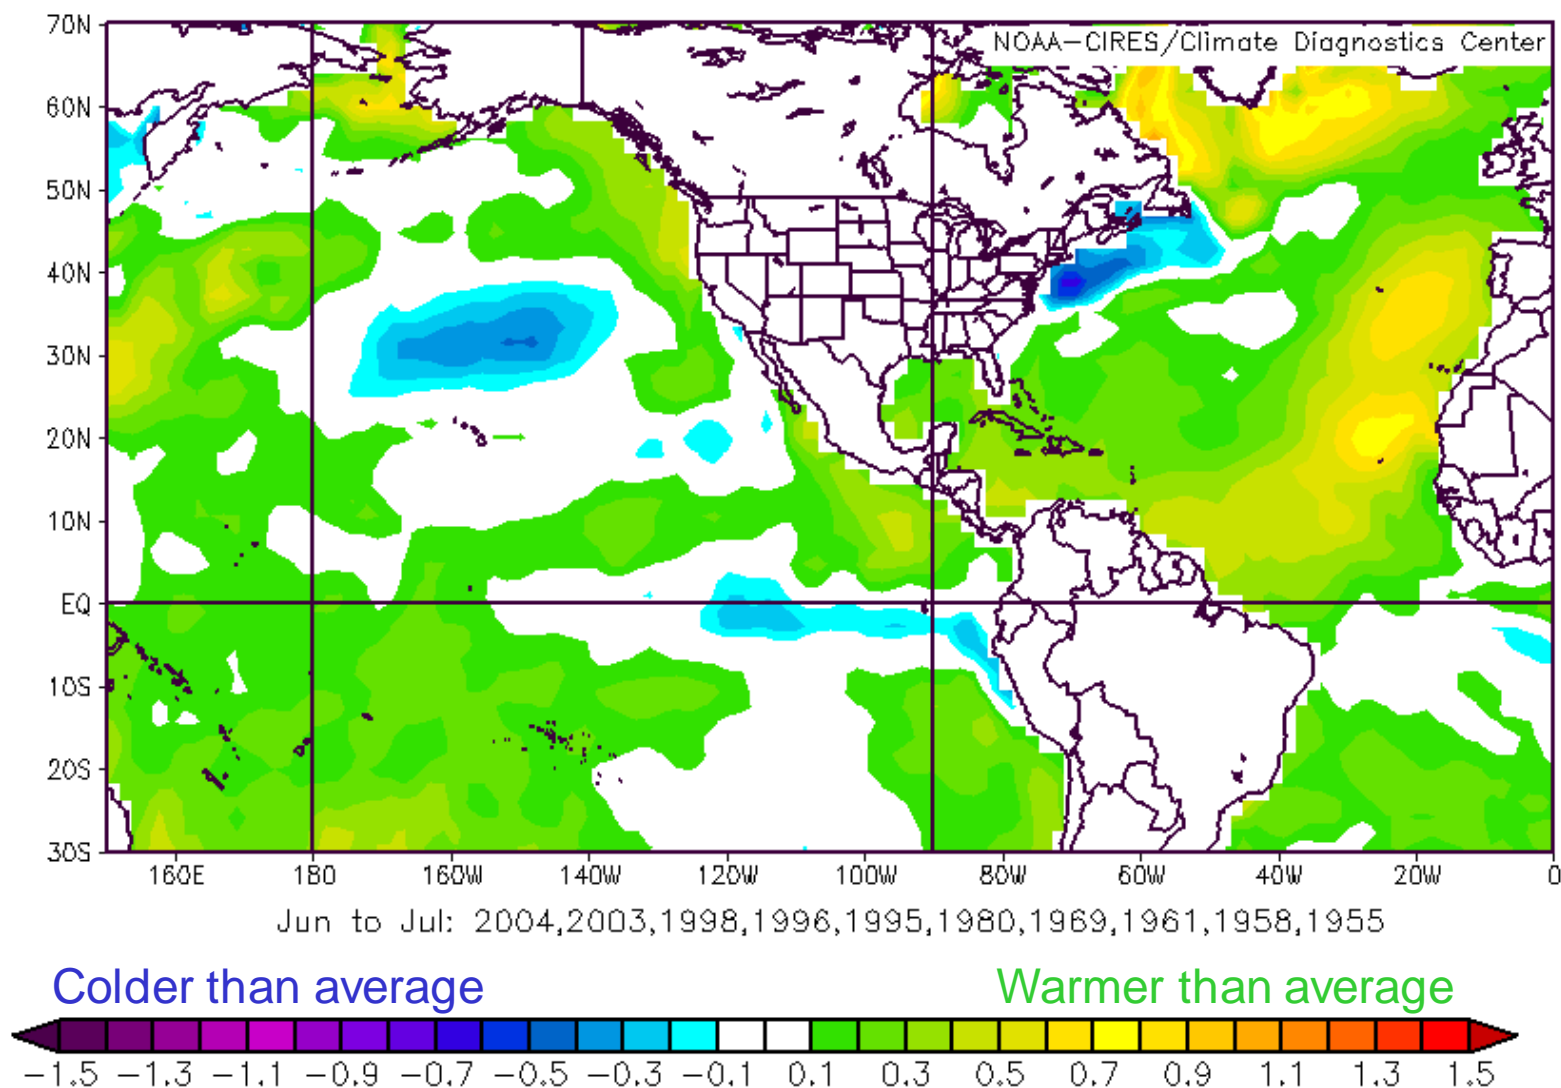 70N
NOAA-CIRES/Climate Diagnostics Center
60N
50N
40N
30N
20N
10N
EQ
10S
20S
30S
160E 180 160W 140W 120W 100W 80W 60W 40W 20W 0
Jun to Jul: 2004,2003,1998,1996,1995,1980,1969,1961,1958,1955
Colder than average Warmer than average
-1.5 -1.3 -1.1 -0.9 -0.7 -0.5 -0.3 -0.1 0.1 0.3 0.5 0.7 0.9 1.1 1.3 1.5